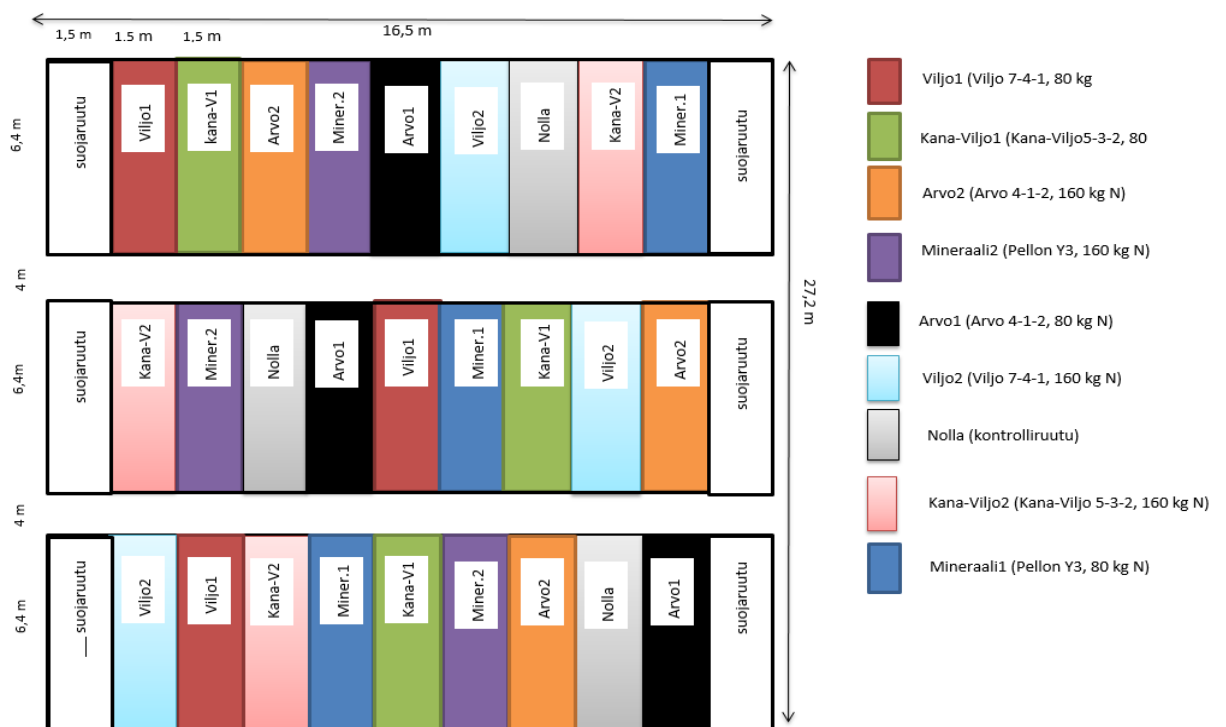 16,5 m
1,5 m
1.5 m
1,5 m
6,4 m
suojaruutu
Viljo1
kana-V1
Arvo2
Miner.2
Arvo1
Viljo2
Nolla
Kana-V2
Miner.1
suojaruutu
4 m
27,2 m
6,4m
suojaruutu
Kana-V2
Miner.2
Nolla
Arvo1
Viljo1
Miner.1
Kana-V1
Viljo2
Arvo2
suojaruutu
4 m
6,4 m
suojaruutu
Viljo2
Viljo1
Kana-V2
Miner.1
Kana-V1
Miner.2
Arvo2
Nolla
Arvo1
suojaruutu
Viljo1 (Viljo 7-4-1, 80 kg
Kana-Viljo1 (Kana-Viljo5-3-2, 80
Arvo2 (Arvo 4-1-2, 160 kg N)
Mineraali2 (Pellon Y3, 160 kg N)
Arvo1 (Arvo 4-1-2, 80 kg N)
Viljo2 (Viljo 7-4-1, 160 kg N)
Nolla (kontrolliruutu)
Kana-Viljo2 (Kana-Viljo 5-3-2, 160 kg N)
Mineraali1 (Pellon Y3, 80 kg N)